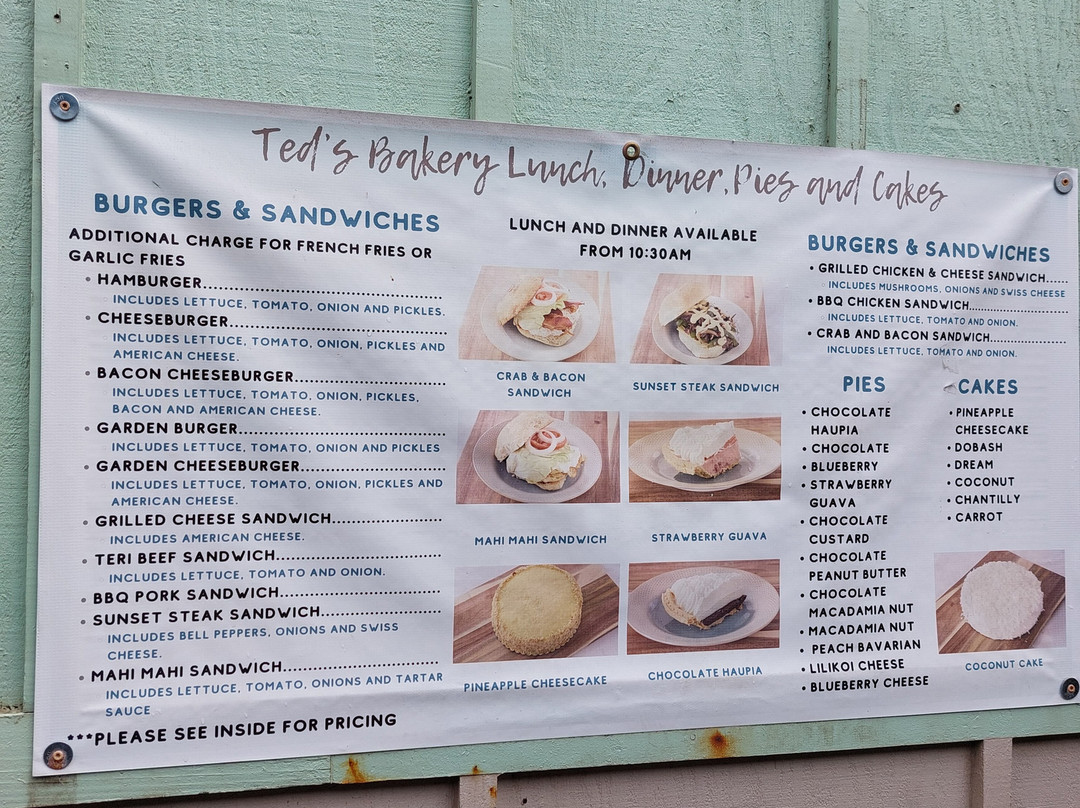 Ted's Bakery Lunch, Dinner, Pies and Cakes
BURGERS & SANDWICHES
ADDITIONAL CHARGE FOR FRENCH FRIES OR
GARLIC FRIES
• HAMBURGER
INCLUDES LETTUCE, TOMATO, ONION AND PICKLES.
• CHEESEBURGER
INCLUDES LETTUCE, TOMATO, ONION, PICKLES AND
AMERICAN CHEESE.
• BACON CHEESEBURGER
INCLUDES LETTUCE, TOMATO, ONION, PICKLES,
BACON AND AMERICAN CHEESE.
• GARDEN BURGER
INCLUDES LETTUCE, TOMATO, ONION AND PICKLES
• GARDEN CHEESEBURGER
INCLUDES LETTUCE, TOMATO, ONION, PICKLES AND
AMERICAN CHEESE.
• GRILLED CHEESE SANDWICH
INCLUDES AMERICAN CHEESE.
• TERI BEEF SANDWICH
INCLUDES LETTUCE, TOMATO AND ONION.
• BBQ PORK SANDWICH
• SUNSET STEAK SANDWICH
INCLUDES BELL PEPPERS, ONIONS AND SWISS
CHEESE.
• MAHI MAHI SANDWICH
INCLUDES LETTUCE, TOMATO, ONIONS AND TARTAR
SAUCE
***PLEASE SEE INSIDE FOR PRICING
LUNCH AND DINNER AVAILABLE
FROM 10:30AM
CRAB & BACON
SANDWICH
SUNSET STEAK SANDWICH
MAHI MAHI SANDWICH
STRAWBERRY GUAVA
PINEAPPLE CHEESECAKE
CHOCOLATE HAUPIA
BURGERS & SANDWICHES
• GRILLED CHICKEN & CHEESE SANDWICH
INCLUDES MUSHROOMS, ONIONS AND SWISS CHEESE
• BBQ CHICKEN SANDWICH
INCLUDES LETTUCE, TOMATO AND ONION.
• CRAB AND BACON SANDWICH
INCLUDES LETTUCE, TOMATO AND ONION.
PIES
• CHOCOLATE
HAUPIA
• CHOCOLATE
• BLUEBERRY
• STRAWBERRY
GUAVA
• CHOCOLATE
CUSTARD
• CHOCOLATE
PEANUT BUTTER
• CHOCOLATE
MACADAMIA NUT
• MACADAMIA NUT
• PEACH BAVARIAN
• LILIKOI CHEESE
• BLUEBERRY CHEESE
CAKES
• PINEAPPLE
CHEESECAKE
• DOBASH
• DREAM
• COCONUT
• CHANTILLY
• CARROT
COCONUT CAKE